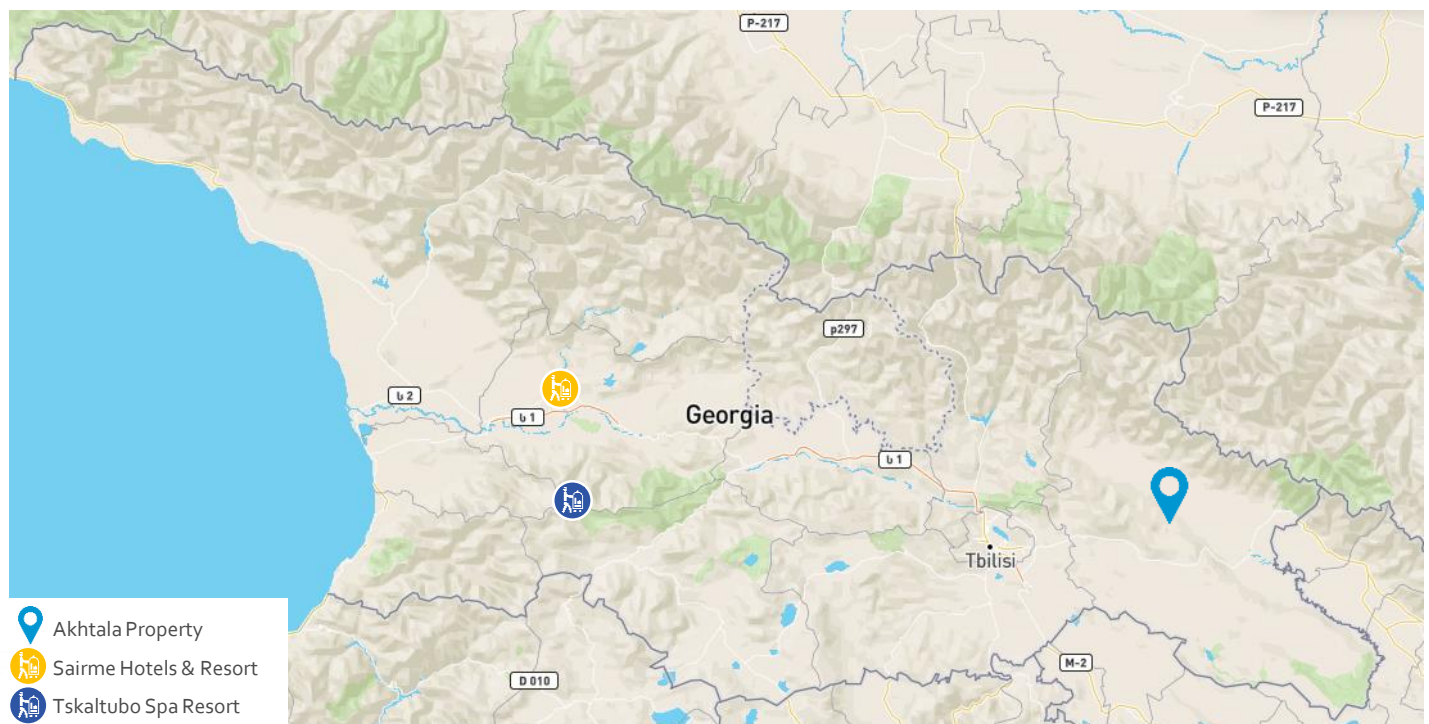 P-217
P-217
p297
ს 2
ს 1
Georgia
ს 1
Tbilisi
M-2
D 010
Akhtala Property
Sairme Hotels & Resort
Tskaltubo Spa Resort